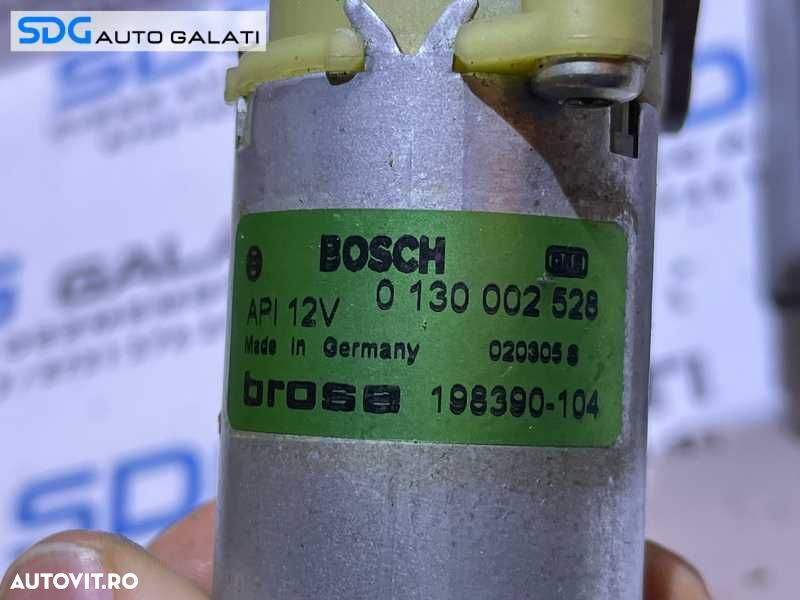 SDG AUTO GALATI
BOSCH
API 12V 0 130 002 528
Made in Germany 020305 8
brose 198390-104
AUTOVIT.RO